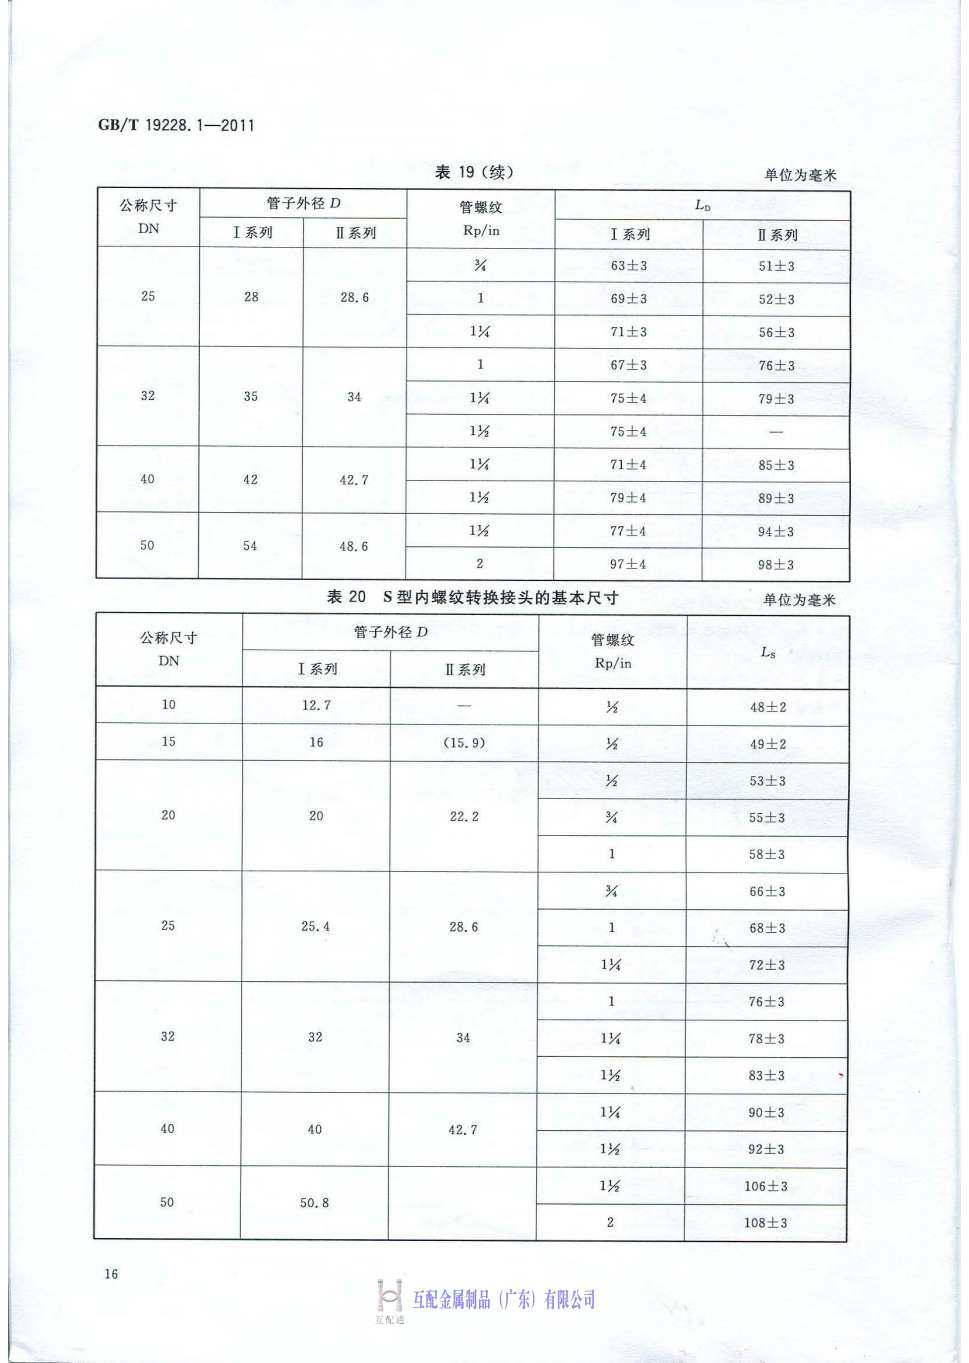 GB/T 19228.1—2011
表 19（续） 单位为毫米
公称尺寸 DN 管子外径 D 管螺纹 Rp/in L_D
Ⅰ系列 Ⅱ系列 Ⅰ系列 Ⅱ系列
25 28 28.6 ¾ 63±3 51±3
1 69±3 52±3
1¼ 71±3 56±3
32 35 34 1 67±3 76±3
1¼ 75±4 79±3
1½ 75±4 —
40 42 42.7 1¼ 71±4 85±3
1½ 79±4 89±3
50 54 48.6 1½ 77±4 94±3
2 97±4 98±3
表 20 S型内螺纹转换接头的基本尺寸 单位为毫米
公称尺寸 DN 管子外径 D 管螺纹 Rp/in L_S
Ⅰ系列 Ⅱ系列
10 12.7 — ½ 48±2
15 16 (15.9) ½ 49±2
20 20 22.2 ½ 53±3
¾ 55±3
1 58±3
25 25.4 28.6 ¾ 66±3
1 68±3
1¼ 72±3
32 32 34 1 76±3
1¼ 78±3
1½ 83±3
40 40 42.7 1¼ 90±3
1½ 92±3
50 50.8 1½ 106±3
2 108±3
16
互配金属制品（广东）有限公司
互配通